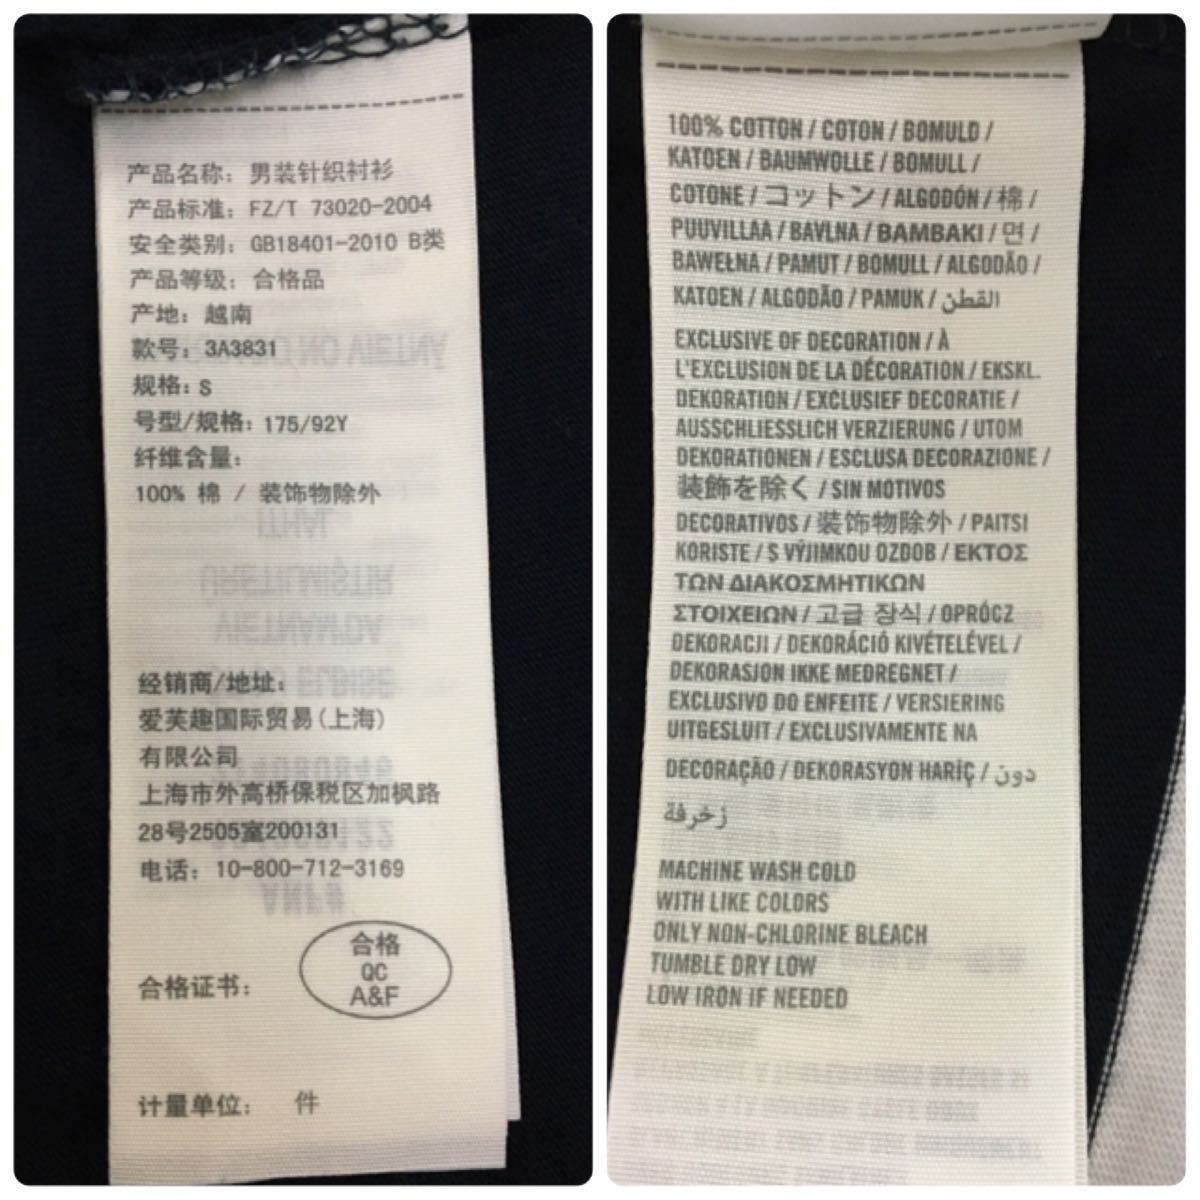 产品名称: 男装针织衬衫
产品标准: FZ/T 73020-2004
安全类别: GB18401-2010 B类
产品等级: 合格品
产地: 越南
款号: 3A3831
规格: S
号型/规格: 175/92Y
纤维含量:
100% 棉 / 装饰物除外
经销商/地址:
爱芙趣国际贸易(上海)
有限公司
上海市外高桥保税区加枫路
28号2505室200131
电话: 10-800-712-3169
合格
QC
A&F
合格证书:
计量单位: 件
100% COTTON / COTON / BOMULD /
KATOEN / BAUMWOLLE / BOMULL /
COTONE / コットン / ALGODÓN / 棉 /
PUUVILLAA / BAVLNA / BAMBAKI / 면 /
BAWEŁNA / PAMUT / BOMULL / ALGODÃO /
KATOEN / ALGODÃO / PAMUK / القطن
EXCLUSIVE OF DECORATION / À
L'EXCLUSION DE LA DÉCORATION / EKSKL.
DEKORATION / EXCLUSIEF DECORATIE /
AUSSCHLIESSLICH VERZIERUNG / UTOM
DEKORATIONEN / ESCLUSA DECORAZIONE /
装飾を除く / SIN MOTIVOS
DECORATIVOS / 装饰物除外 / PAITSI
KORISTE / S VÝJIMKOU OZDOB / ΕΚΤΟΣ
ΤΩΝ ΔΙΑΚΟΣΜΗΤΙΚΩΝ
ΣΤΟΙΧΕΙΩΝ / 고급 장식 / OPRÓCZ
DEKORACJI / DEKORÁCIÓ KIVÉTELÉVEL /
DEKORASJON IKKE MEDREGNET /
EXCLUSIVO DO ENFEITE / VERSIERING
UITGESLUIT / EXCLUSIVAMENTE NA
DECORAÇÃO / DEKORASYON HARİÇ / دون
زخرفة
MACHINE WASH COLD
WITH LIKE COLORS
ONLY NON-CHLORINE BLEACH
TUMBLE DRY LOW
LOW IRON IF NEEDED